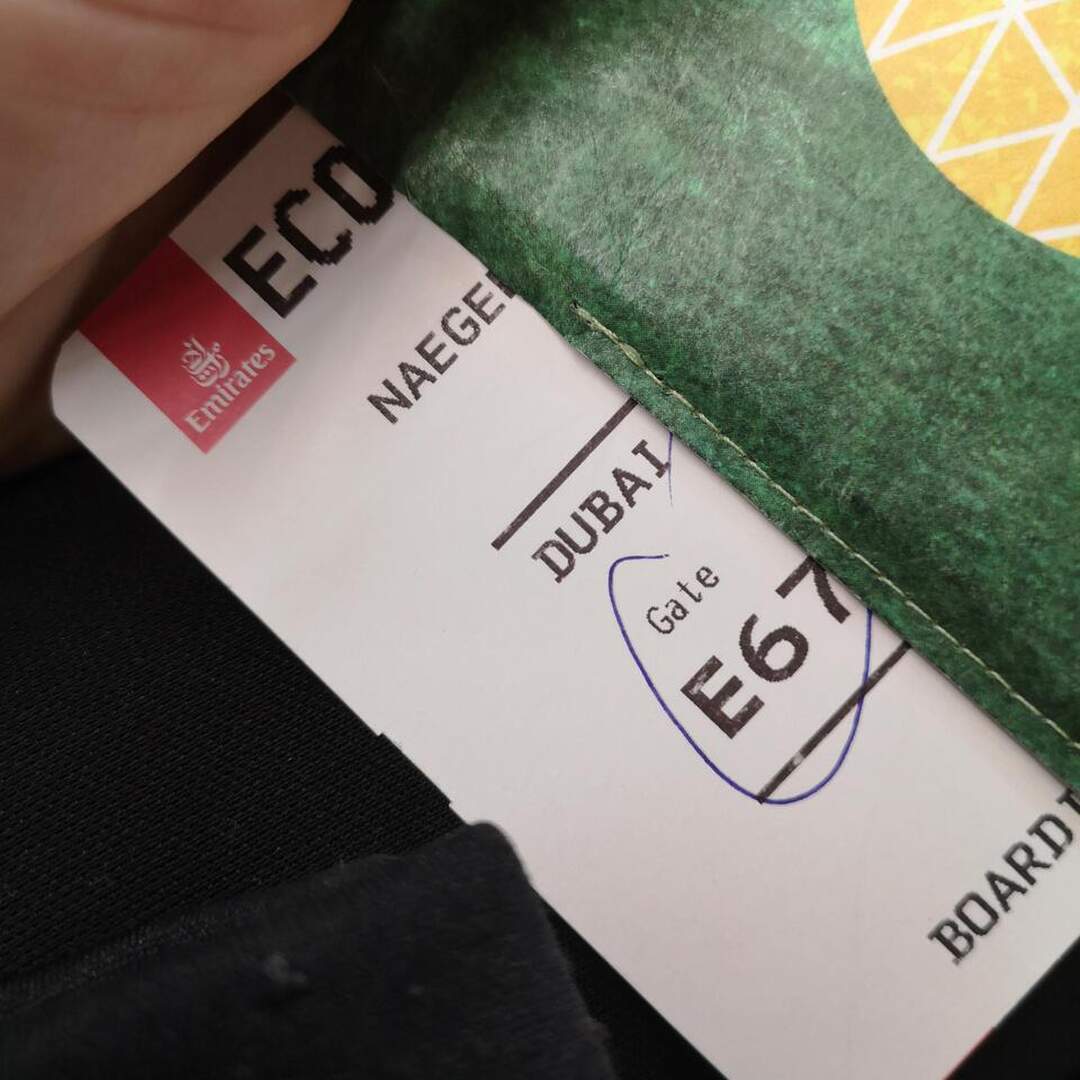 ECO
Emirates
NAEGE
DUBAI
Gate
E67
BOARD